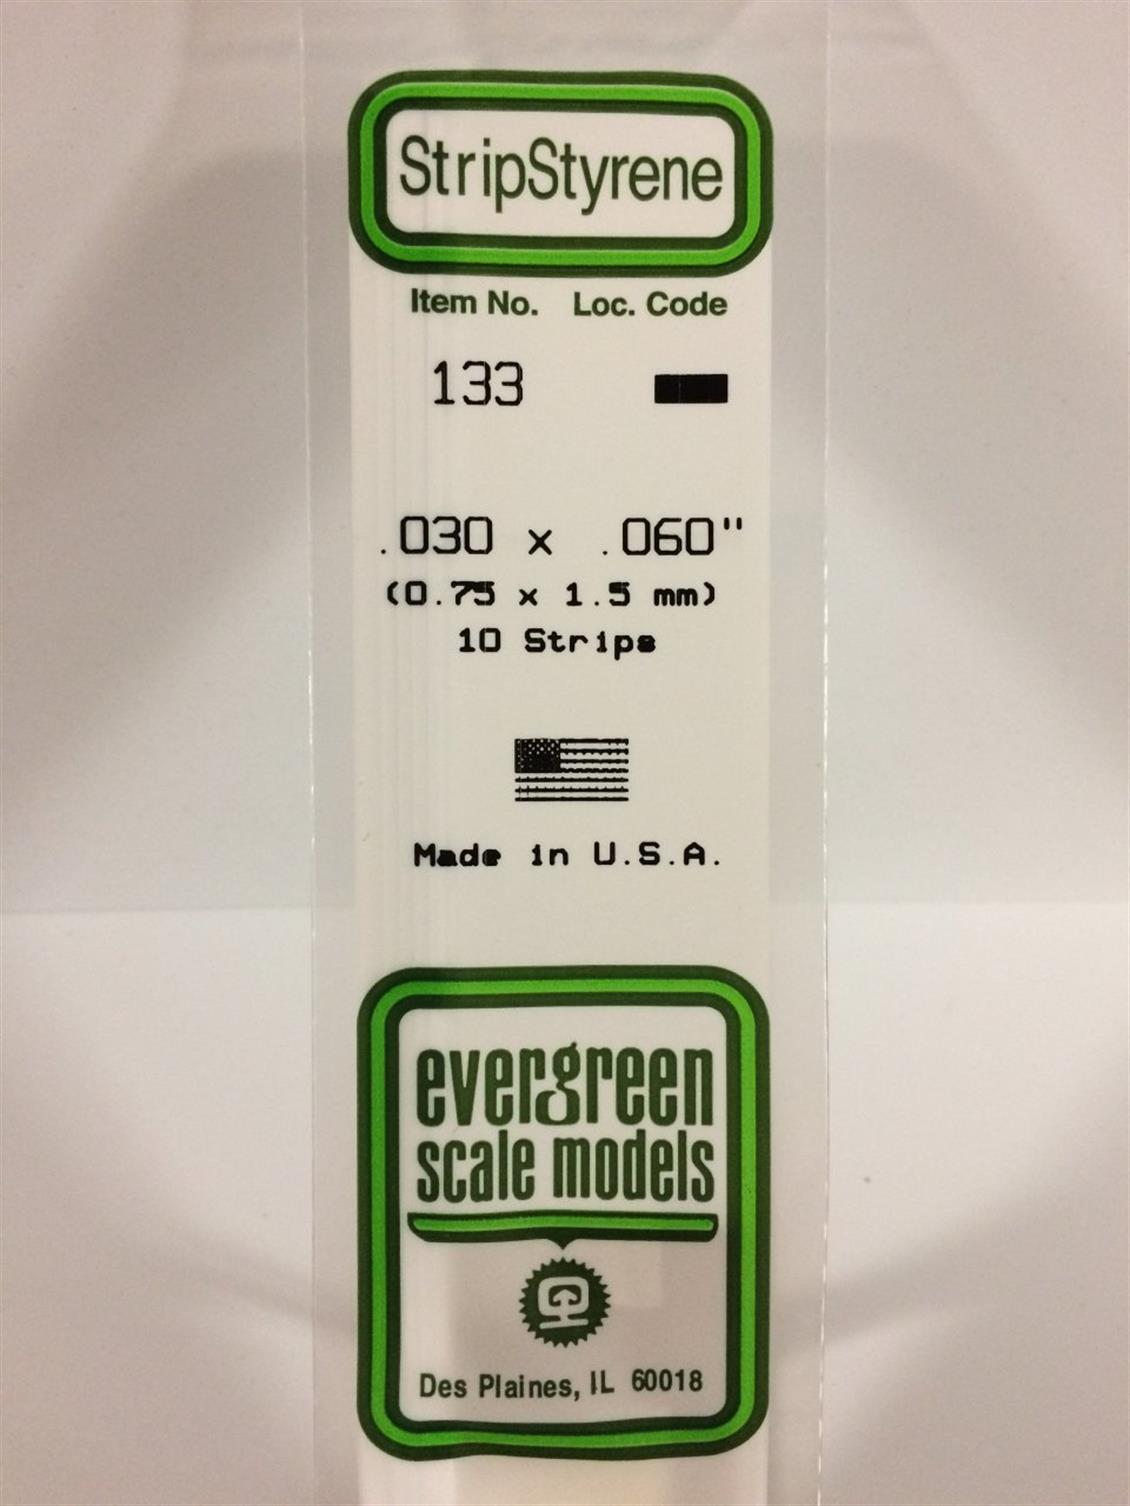 StripStyrene
Item No. Loc. Code
133
.030 x .060"
(0.75 x 1.5 mm)
10 Strips
Made in U.S.A.
evergreen
scale models
Des Plaines, IL 60018